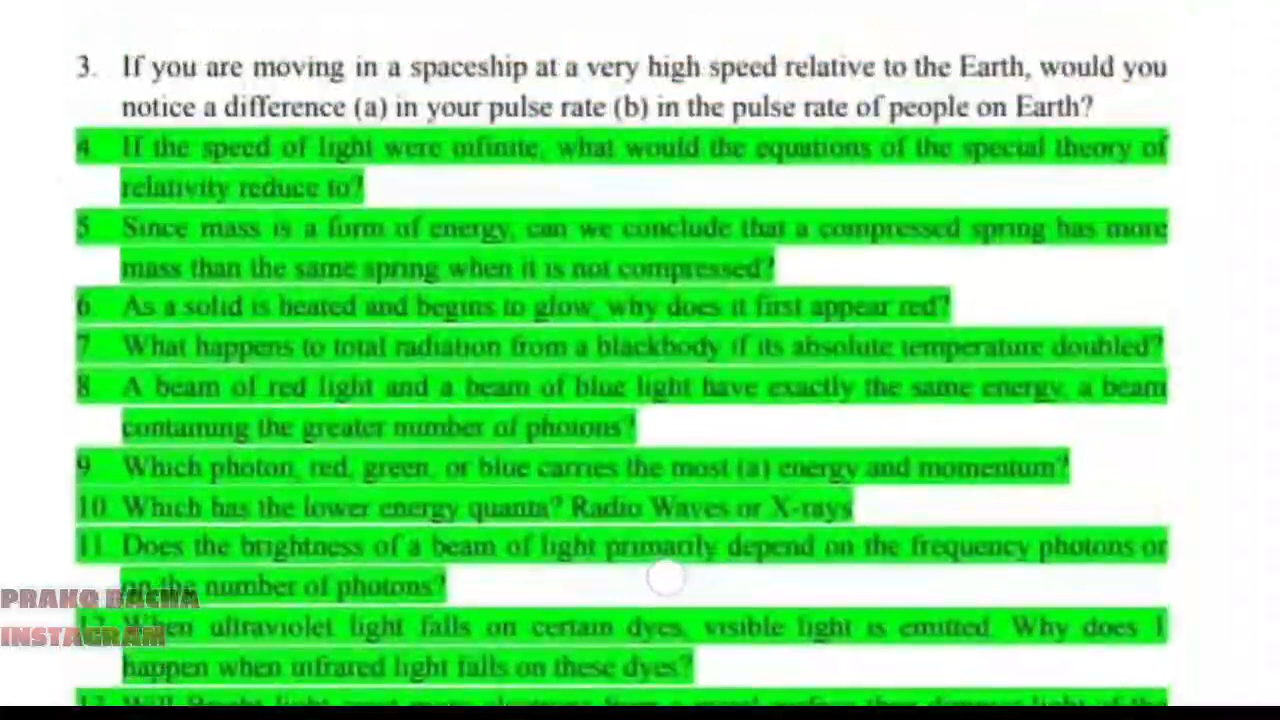 3. If you are moving in a spaceship at a very high speed relative to the Earth, would you
notice a difference (a) in your pulse rate (b) in the pulse rate of people on Earth?
4 If the speed of light were infinite, what would the equations of the special theory of
relativity reduce to?
5 Since mass is a form of energy, can we conclude that a compressed spring has more
mass than the same spring when it is not compressed?
6. As a solid is heated and begins to glow, why does it first appear red?
7 What happens to total radiation from a blackbody if its absolute temperature doubled?
8 A beam of red light and a beam of blue light have exactly the same energy, a beam
containing the greater number of photons?
9 Which photon, red, green, or blue carries the most (a) energy and momentum?
10 Which has the lower energy quanta? Radio Waves or X-rays
11 Does the brightness of a beam of light primarily depend on the frequency photons or
on the number of photons?
PRAKQ BACHA
12 When ultraviolet light falls on certain dyes, visible light is emitted. Why does I
INSTAGRAM
happen when infrared light falls on these dyes?